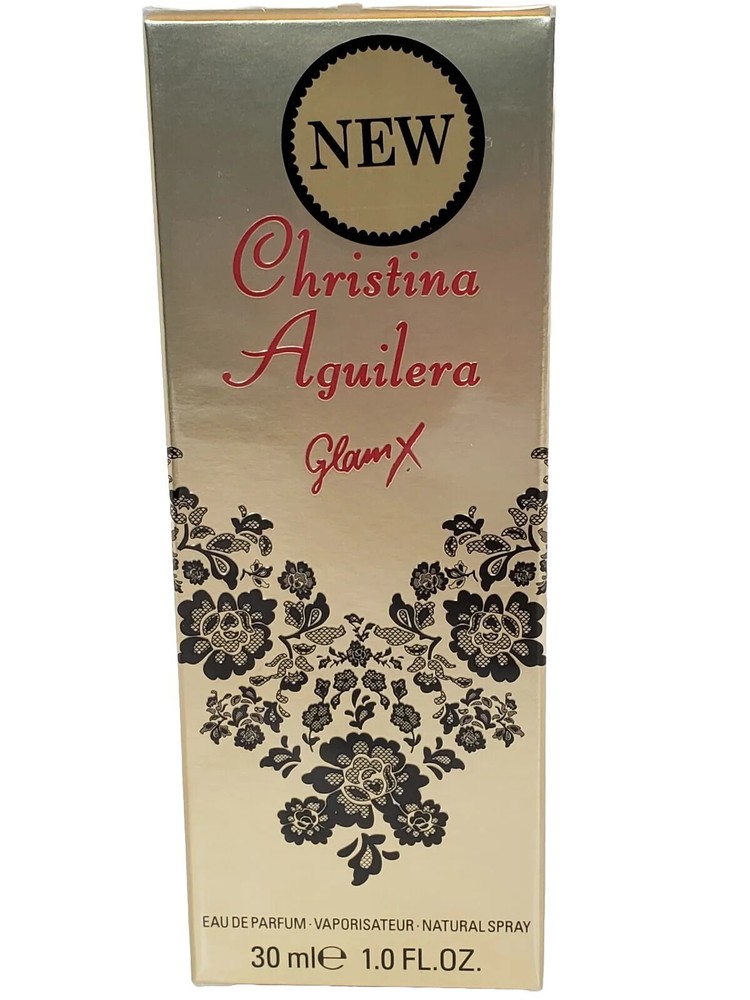 NEW
Christina
Aguilera
Glam X
EAU DE PARFUM · VAPORISATEUR · NATURAL SPRAY
30 ml℮ 1.0 FL.OZ.